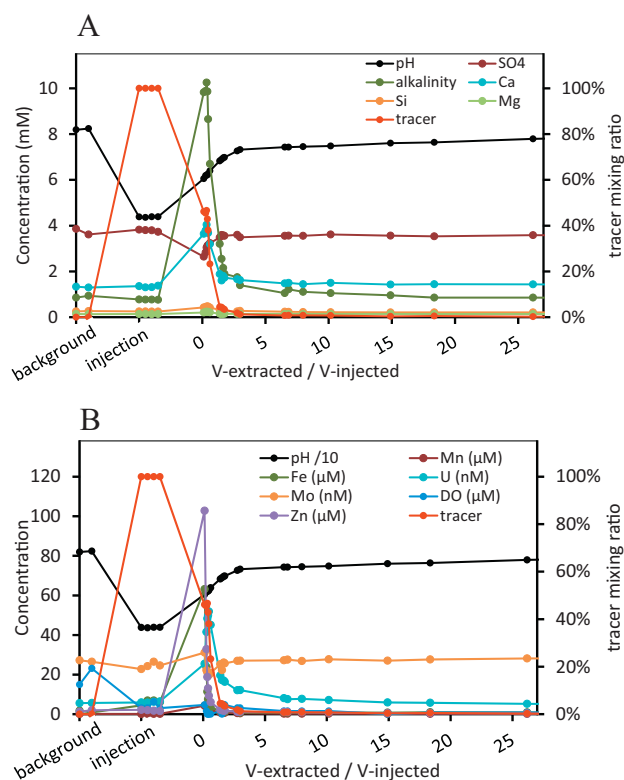 A
10
8
6
4
2
0
Concentration (mM)
pH
SO4
alkalinity
Ca
Si
Mg
tracer
100%
80%
60%
40%
20%
0%
tracer mixing ratio
background
injection
0
5
10
15
20
25
V-extracted / V-injected
B
120
100
80
60
40
20
0
Concentration
pH /10
Mn (µM)
Fe (µM)
U (nM)
Mo (nM)
DO (µM)
Zn (µM)
tracer
100%
80%
60%
40%
20%
0%
tracer mixing ratio
background
injection
0
5
10
15
20
25
V-extracted / V-injected